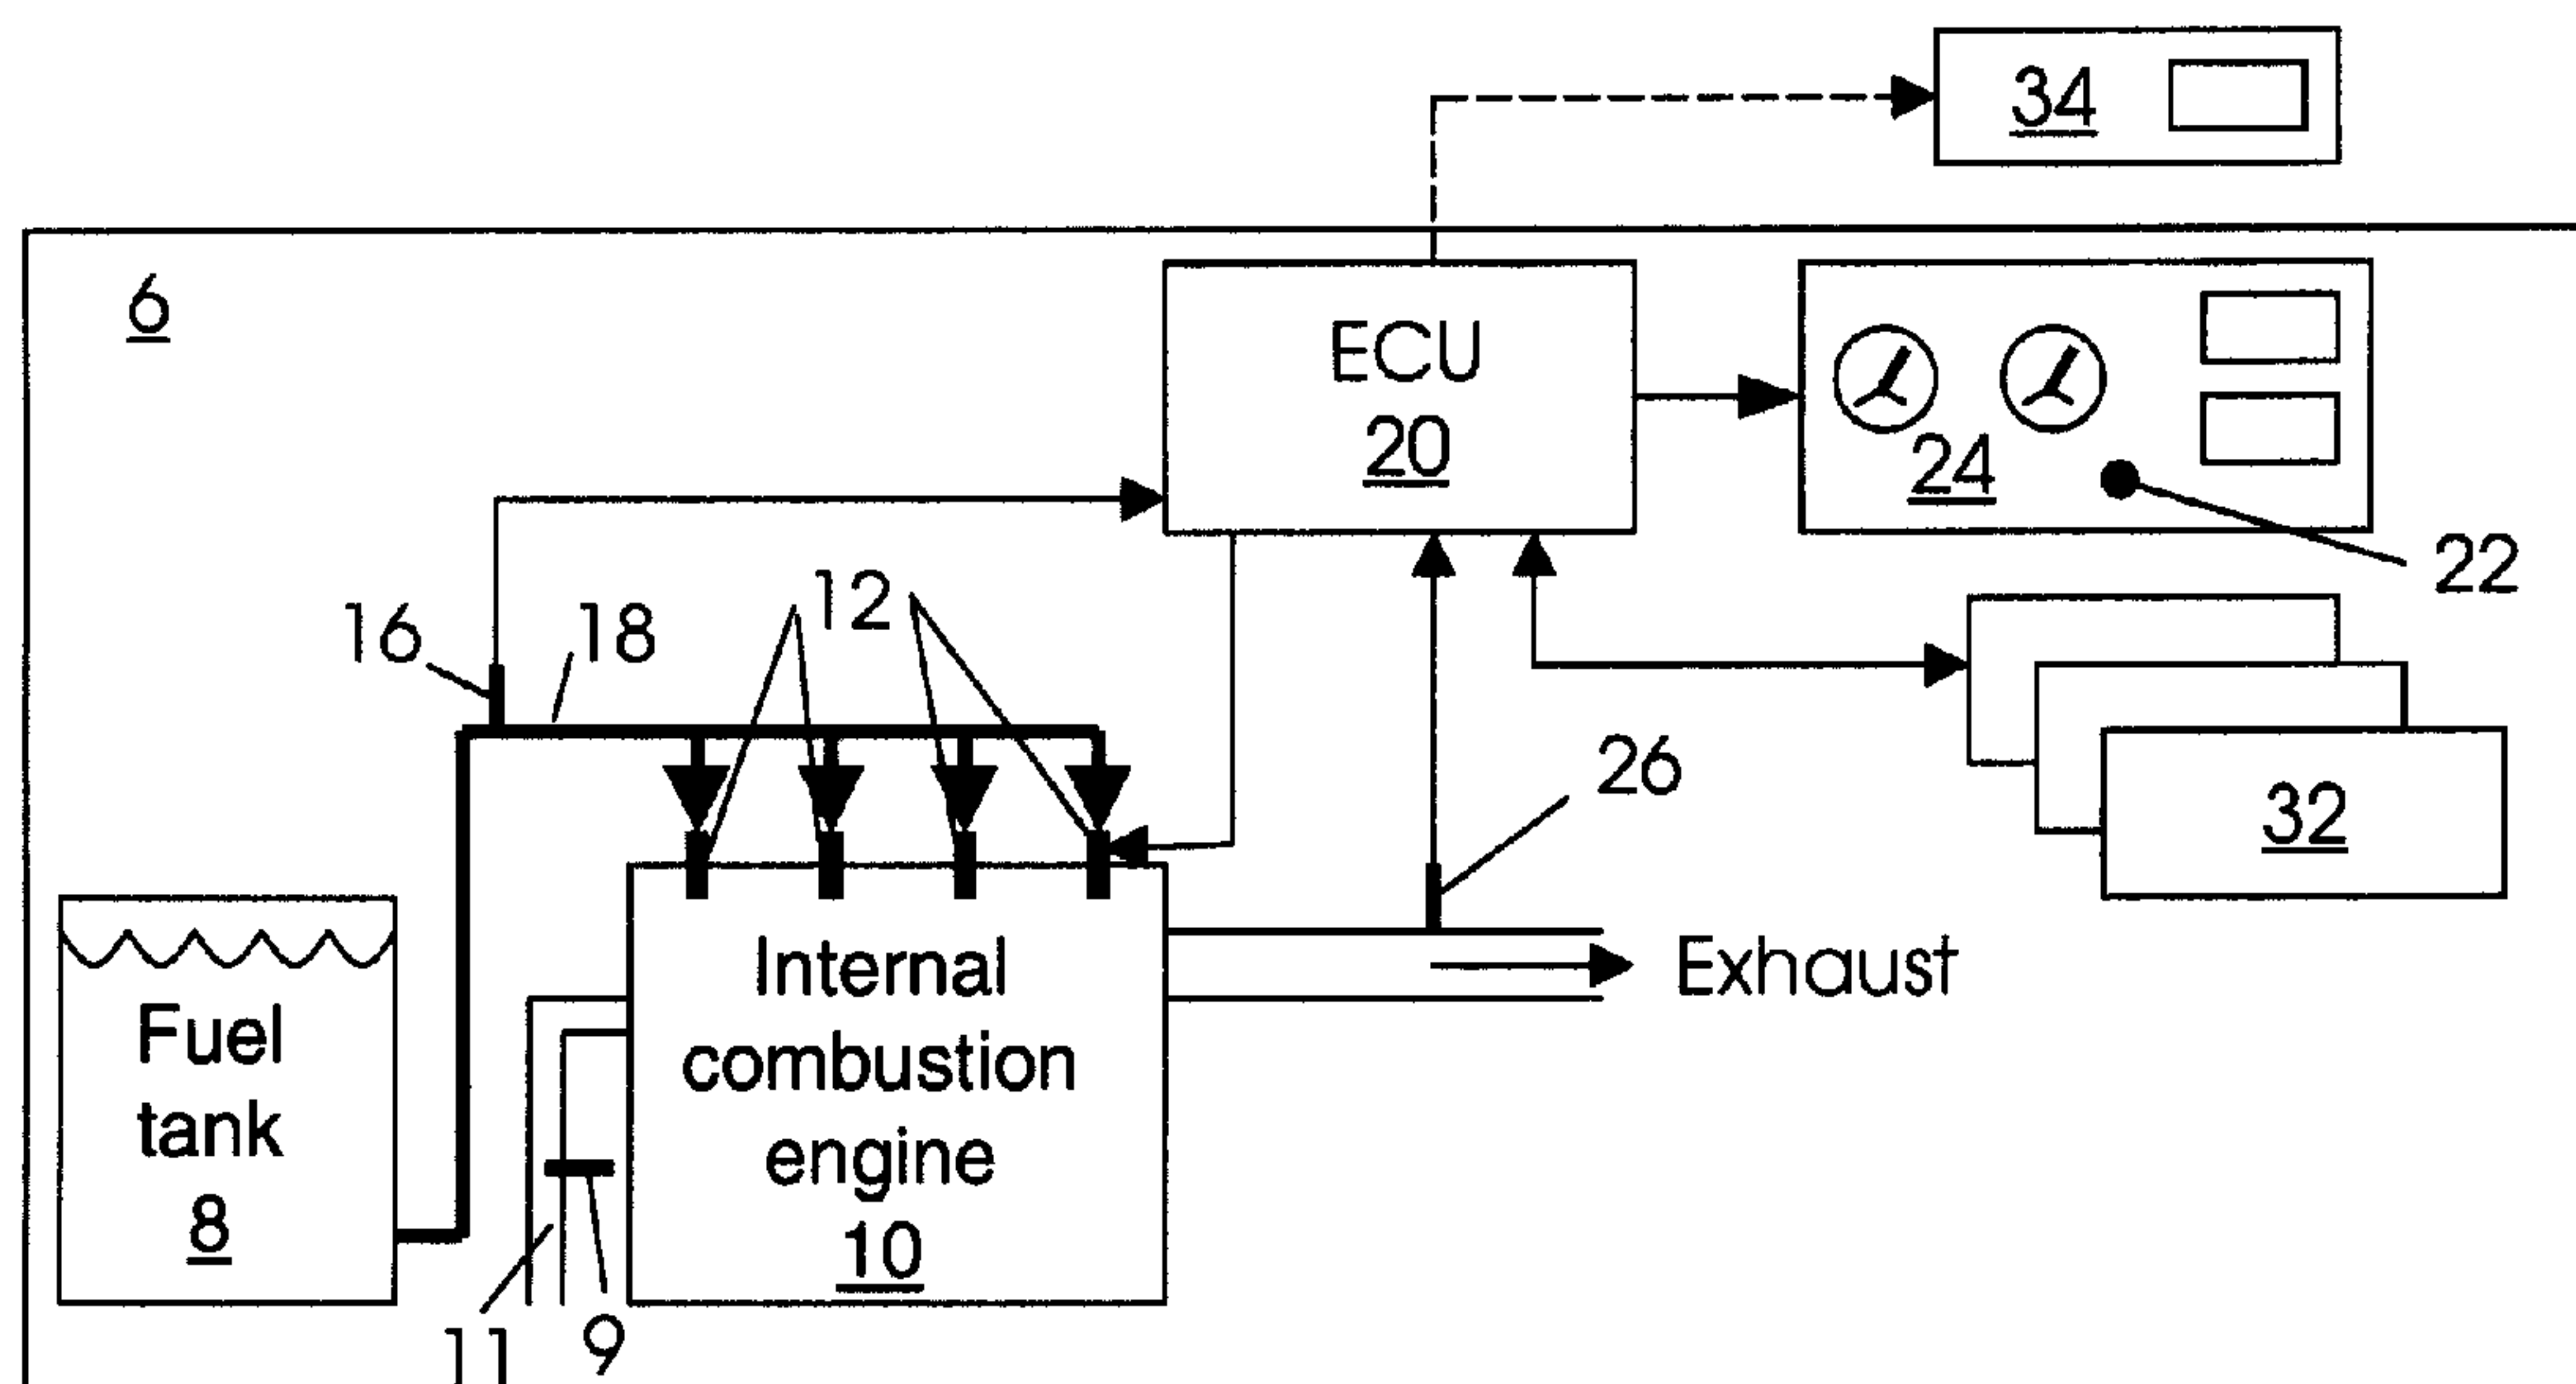 34
6
ECU
20
24
22
12
16
18
26
32
Internal
combustion
engine
10
Exhaust
Fuel
tank
8
11
9